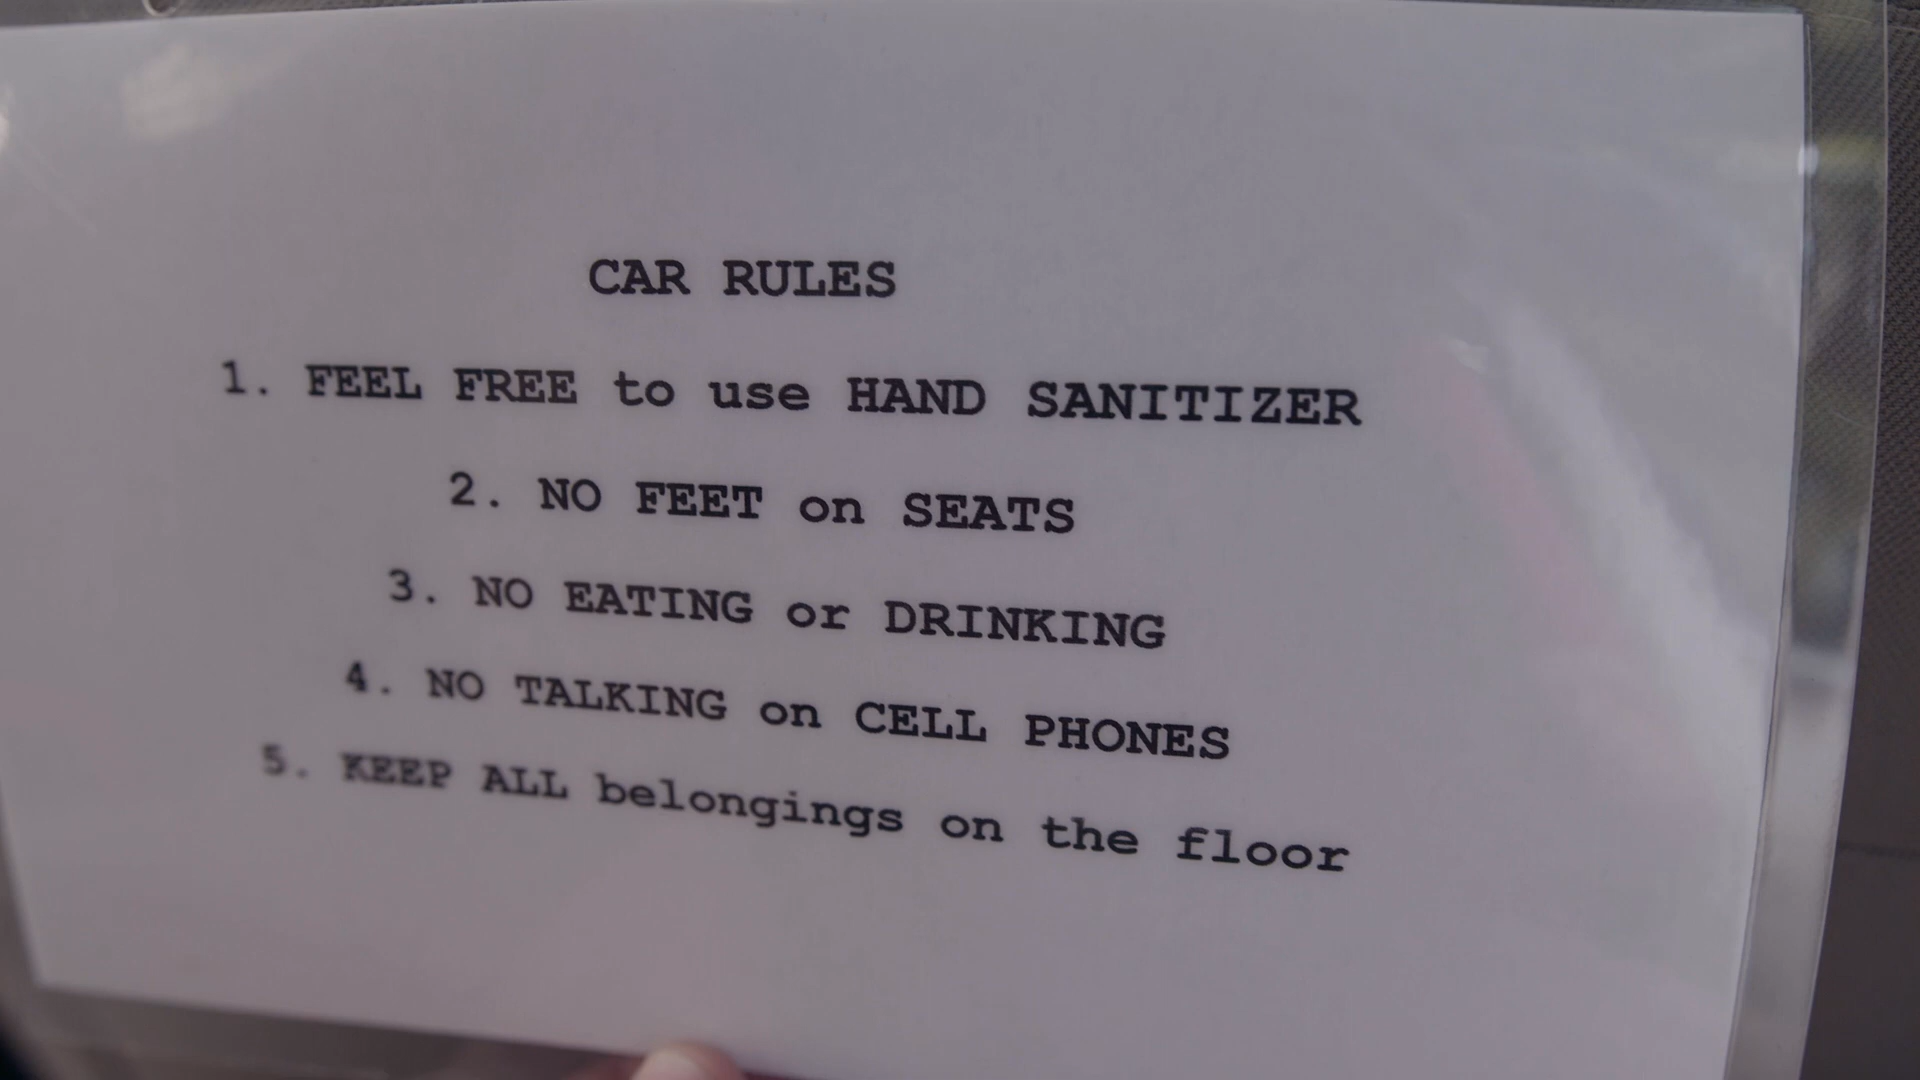 CAR RULES
1. FEEL FREE to use HAND SANITIZER
2. NO FEET on SEATS
3. NO EATING or DRINKING
4. NO TALKING on CELL PHONES
5. KEEP ALL belongings on the floor